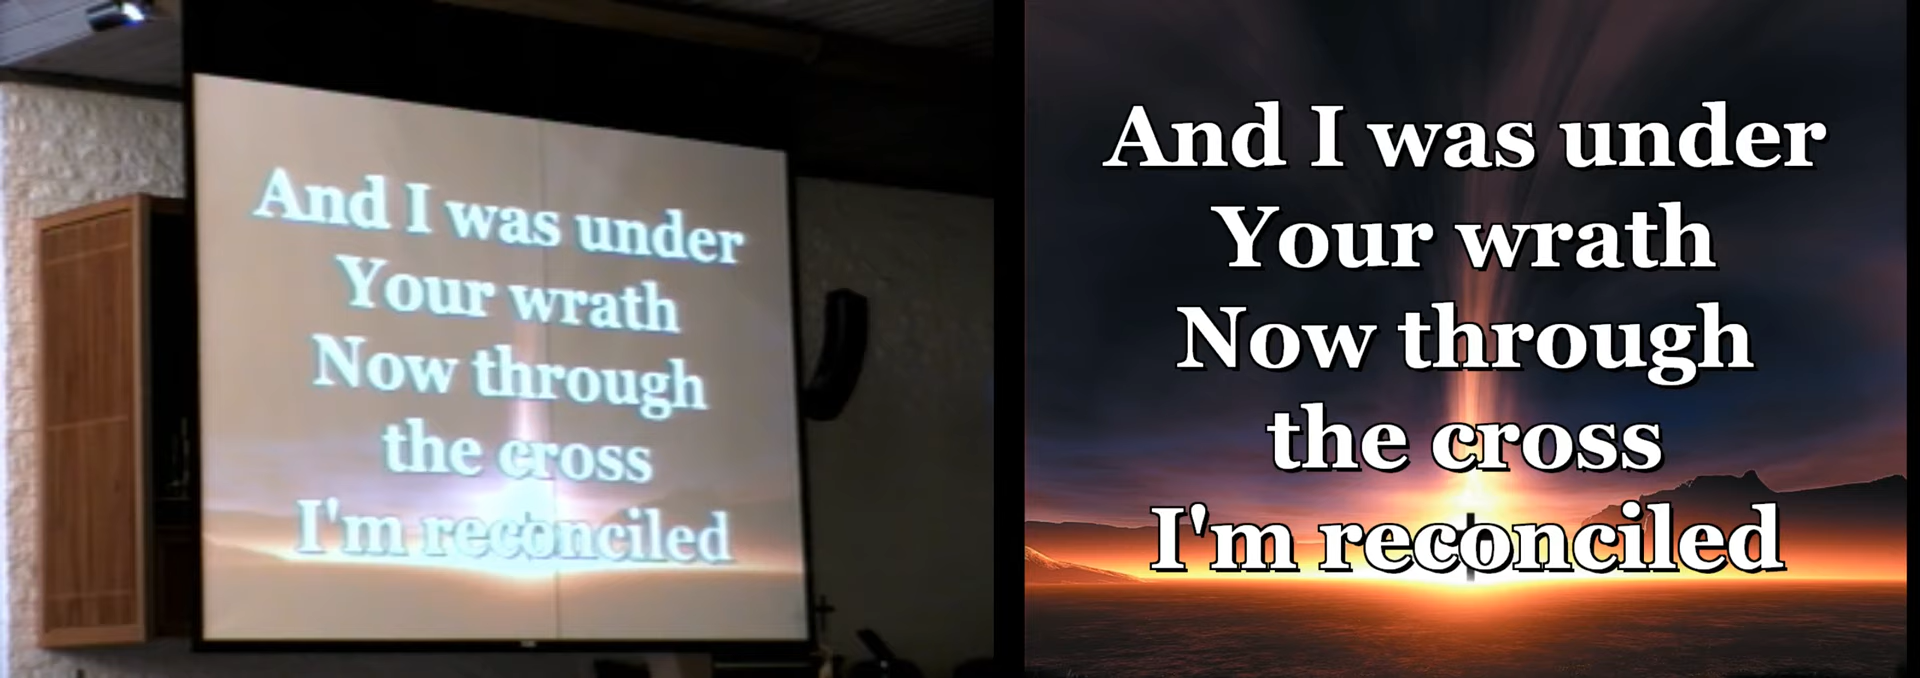 And I was under
Your wrath
Now through
the cross
I'm reconciled
And I was under
Your wrath
Now through
the cross
I'm reconciled